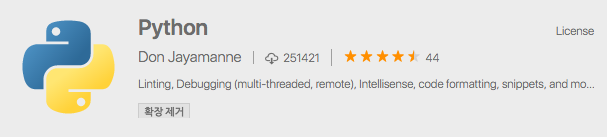 Python
License
Don Jayamanne | 251421 | 44
Linting, Debugging (multi-threaded, remote), Intellisense, code formatting, snippets, and mo...
확장 제거